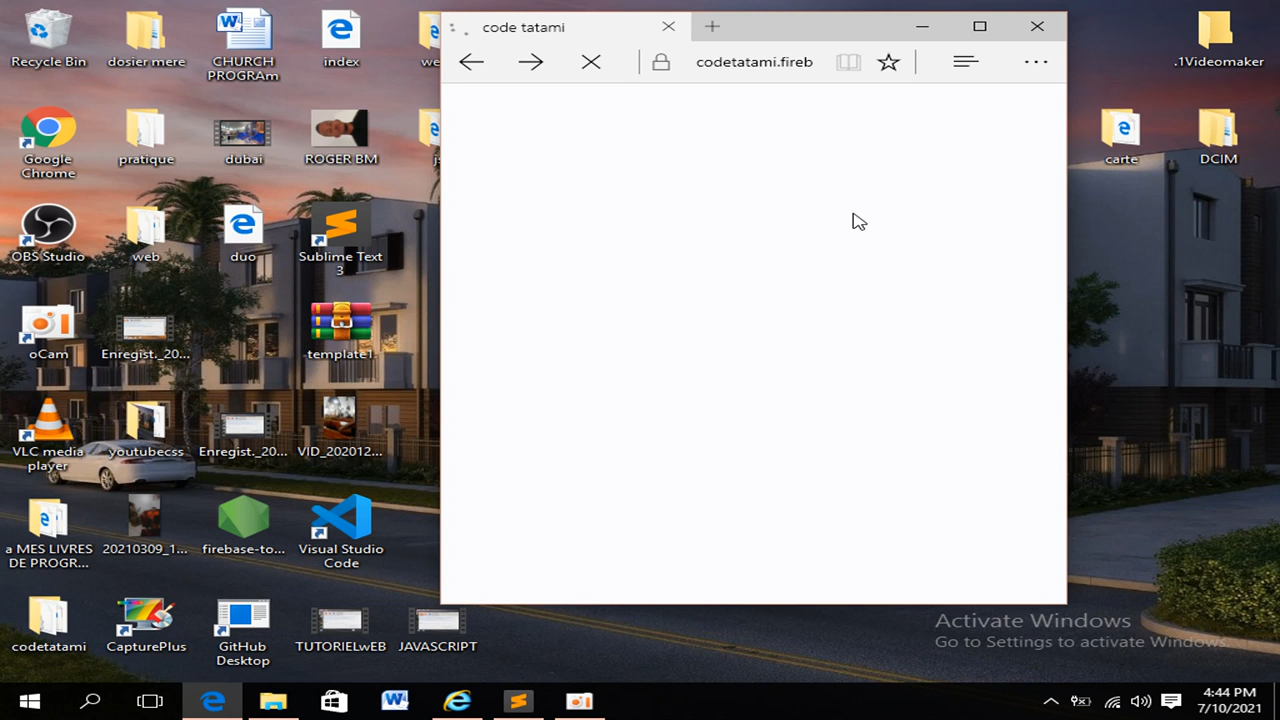 code tatami
codetatami.fireb
Recycle Bin
dosier mere
CHURCH
PROGRAm
index
we
.1Videomaker
Google
Chrome
pratique
dubai
ROGER BM
js
carte
DCIM
OBS Studio
web
duo
Sublime Text
3
oCam
Enregist._20...
template1
VLC media
player
youtubecss
Enregist._20...
VID_202012...
a MES LIVRES
DE PROGR...
20210309_1...
firebase-to...
Visual Studio
Code
codetatami
CapturePlus
GitHub
Desktop
TUTORIELwEB
JAVASCRIPT
Activate Windows
Go to Settings to activate Windows.
4:44 PM
7/10/2021